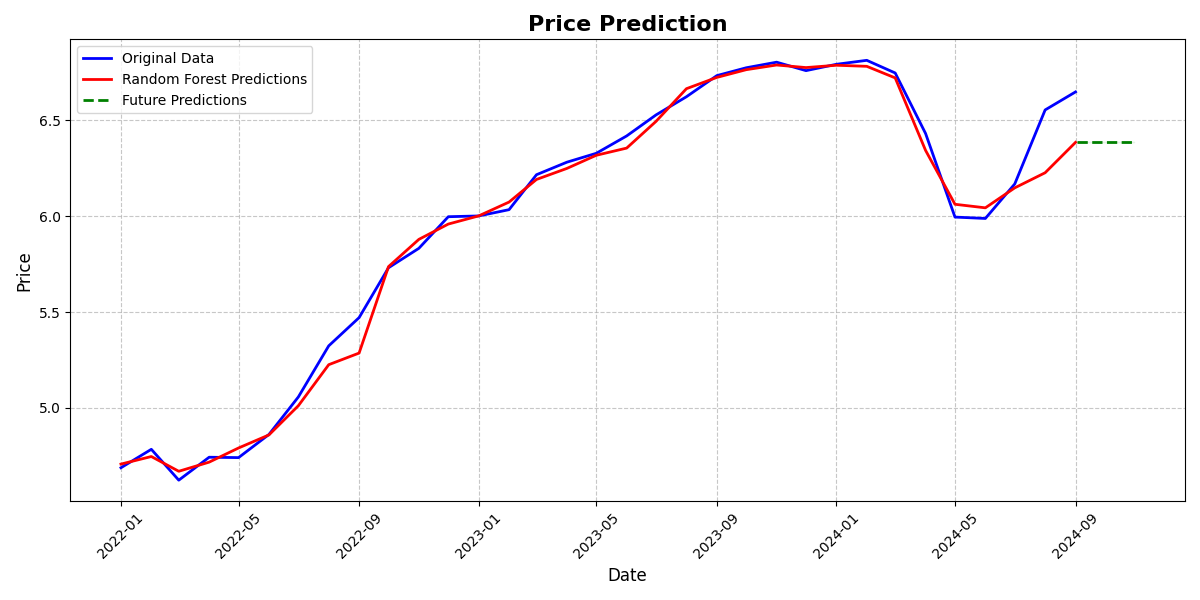 Price Prediction
Original Data
Random Forest Predictions
Future Predictions
Price
6.5
6.0
5.5
5.0
2022-01
2022-05
2022-09
2023-01
2023-05
2023-09
2024-01
2024-05
2024-09
Date